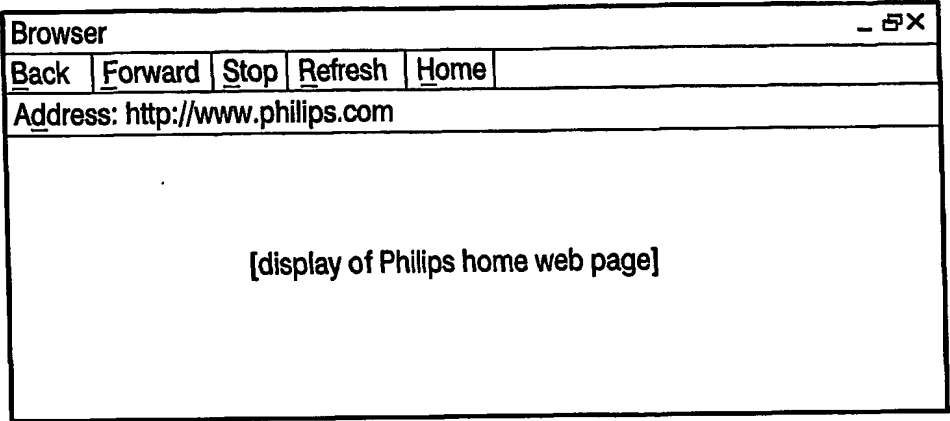 Browser
Back Forward Stop Refresh Home
Address: http://www.philips.com
[display of Philips home web page]